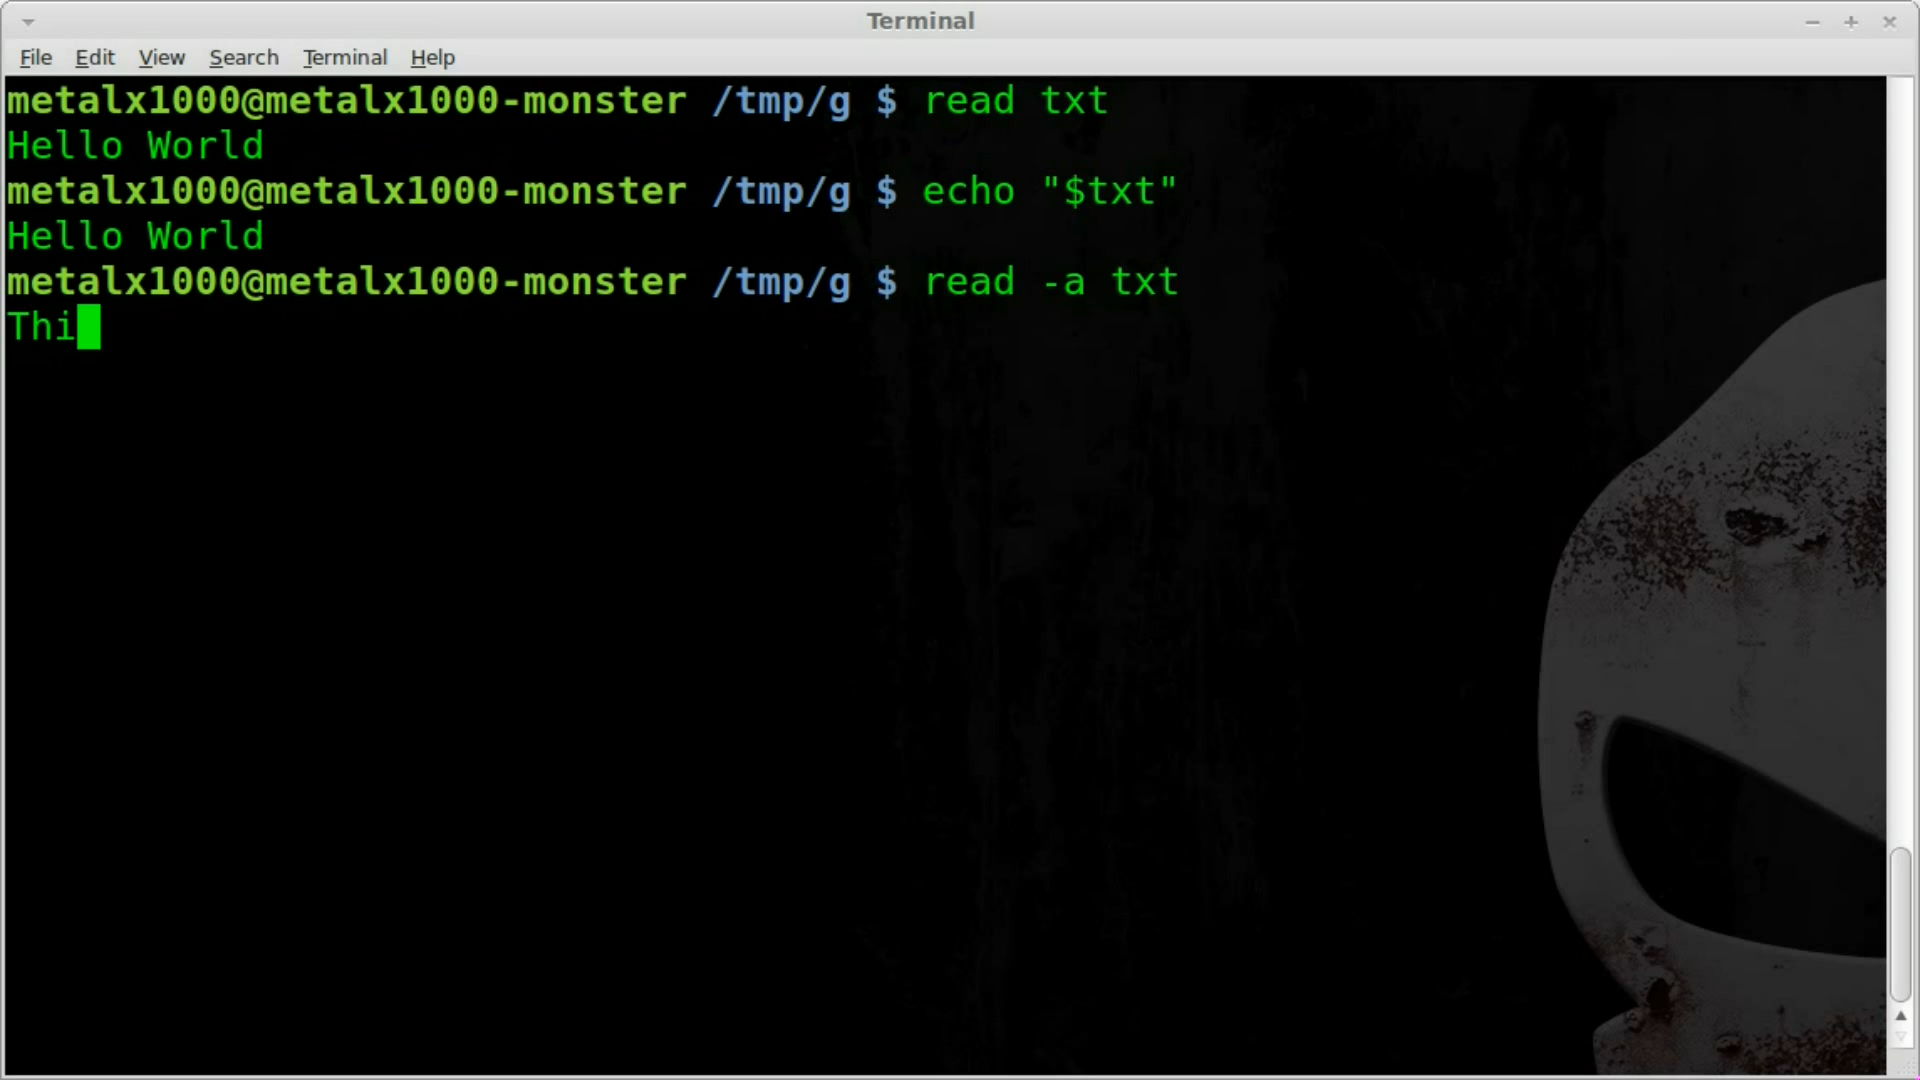 Terminal
File Edit View Search Terminal Help
metalx1000@metalx1000-monster /tmp/g $ read txt
Hello World
metalx1000@metalx1000-monster /tmp/g $ echo "$txt"
Hello World
metalx1000@metalx1000-monster /tmp/g $ read -a txt
Thi